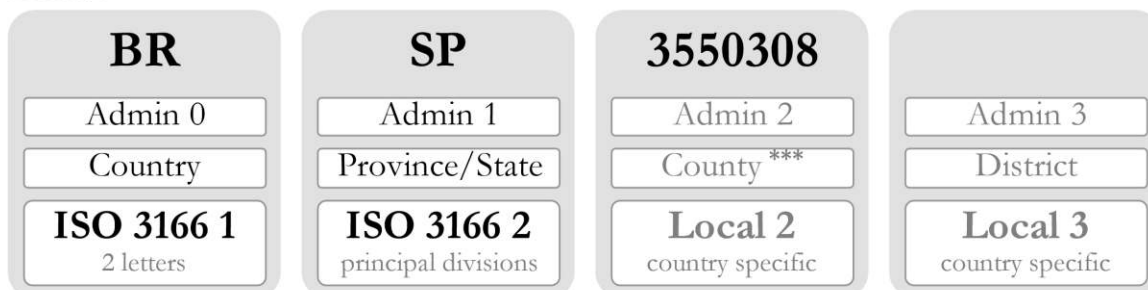 BR
Admin 0
Country
ISO 3166 1
2 letters
SP
Admin 1
Province/State
ISO 3166 2
principal divisions
3550308
Admin 2
County ***
Local 2
country specific
Admin 3
District
Local 3
country specific